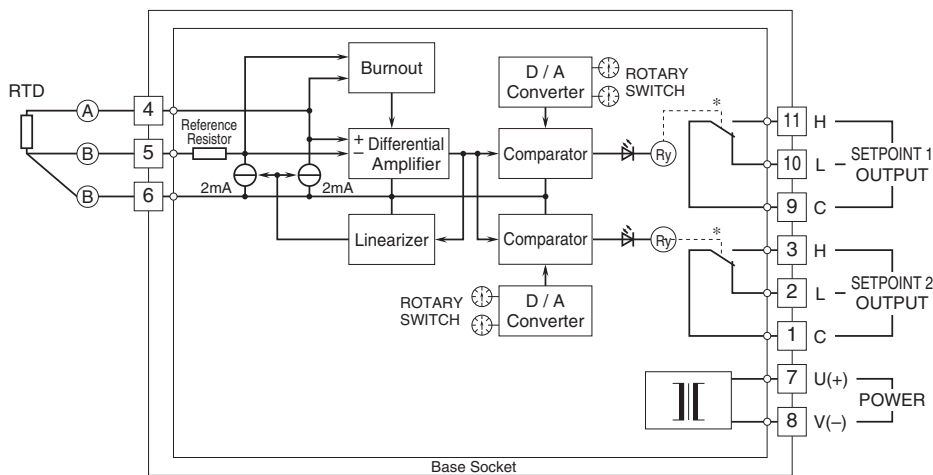 RTD
A
B
B
4
5
6
Reference
Resistor
2mA
2mA
Burnout
+
−
Differential
Amplifier
Linearizer
D / A
Converter
ROTARY
SWITCH
Comparator
Ry
*
Comparator
Ry
*
ROTARY
SWITCH
D / A
Converter
11 H
10 L
9 C
SETPOINT 1
OUTPUT
3 H
2 L
1 C
SETPOINT 2
OUTPUT
7 U(+)
8 V(−)
POWER
Base Socket